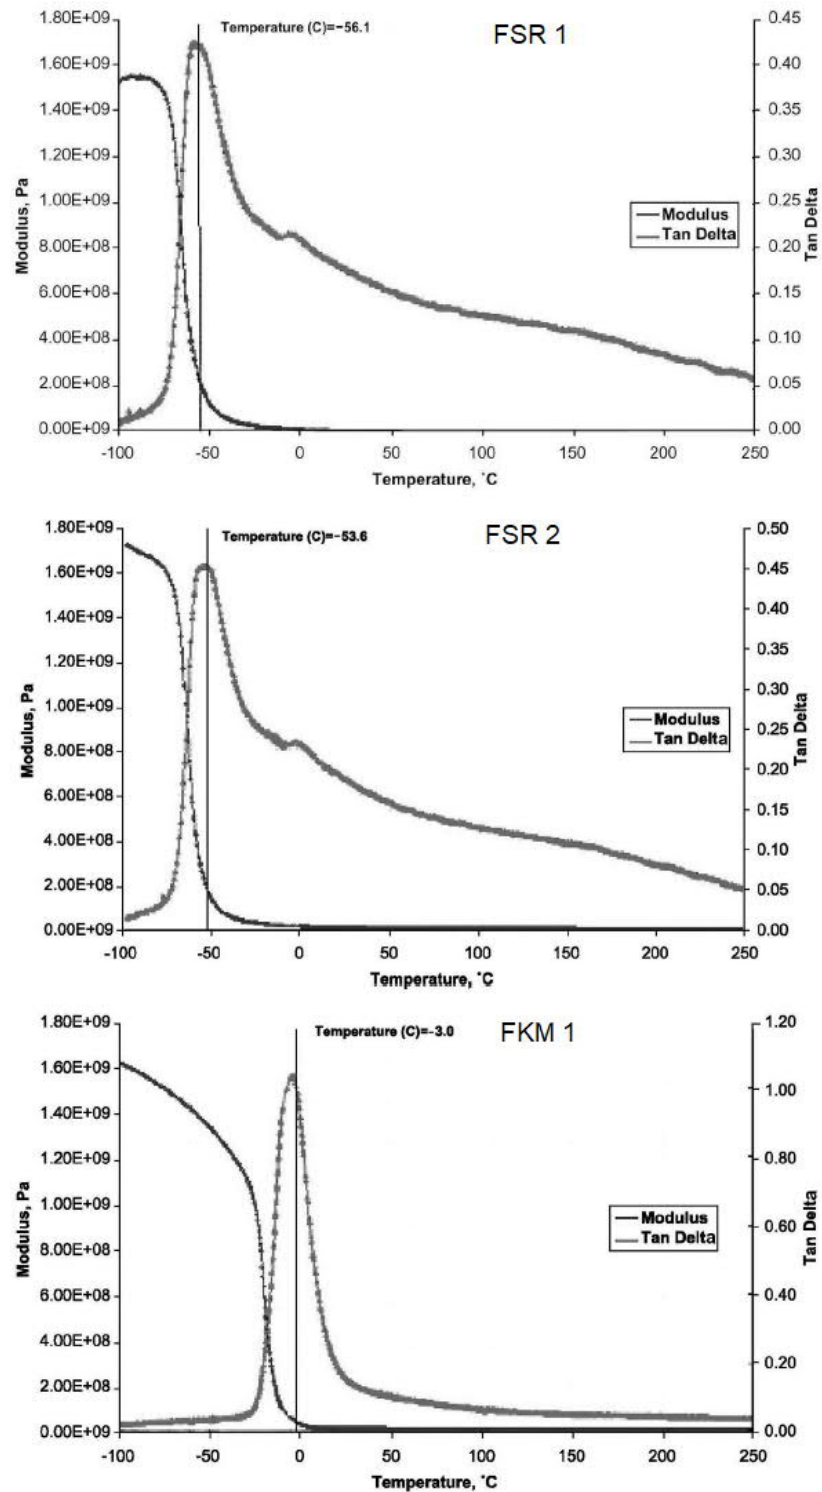 Temperature (C)=−56.1
FSR 1
Modulus, Pa
1.80E+09
1.60E+09
1.40E+09
1.20E+09
1.00E+09
8.00E+08
6.00E+08
4.00E+08
2.00E+08
0.00E+09
Modulus
Tan Delta
0.45
0.40
0.35
0.30
0.25
0.20
0.15
0.10
0.05
0.00
Tan Delta
-100 -50 0 50 100 150 200 250
Temperature, ˚C
Temperature (C)=−53.6
FSR 2
Modulus, Pa
1.80E+09
1.60E+09
1.40E+09
1.20E+09
1.00E+09
8.00E+08
6.00E+08
4.00E+08
2.00E+08
0.00E+09
Modulus
Tan Delta
0.50
0.45
0.40
0.35
0.30
0.25
0.20
0.15
0.10
0.05
0.00
Tan Delta
-100 -50 0 50 100 150 200 250
Temperature, ˚C
Temperature (C)=−3.0
FKM 1
Modulus, Pa
1.80E+09
1.60E+09
1.40E+09
1.20E+09
1.00E+09
8.00E+08
6.00E+08
4.00E+08
2.00E+08
0.00E+09
Modulus
Tan Delta
1.20
1.00
0.80
0.60
0.40
0.20
0.00
Tan Delta
-100 -50 0 50 100 150 200 250
Temperature, ˚C